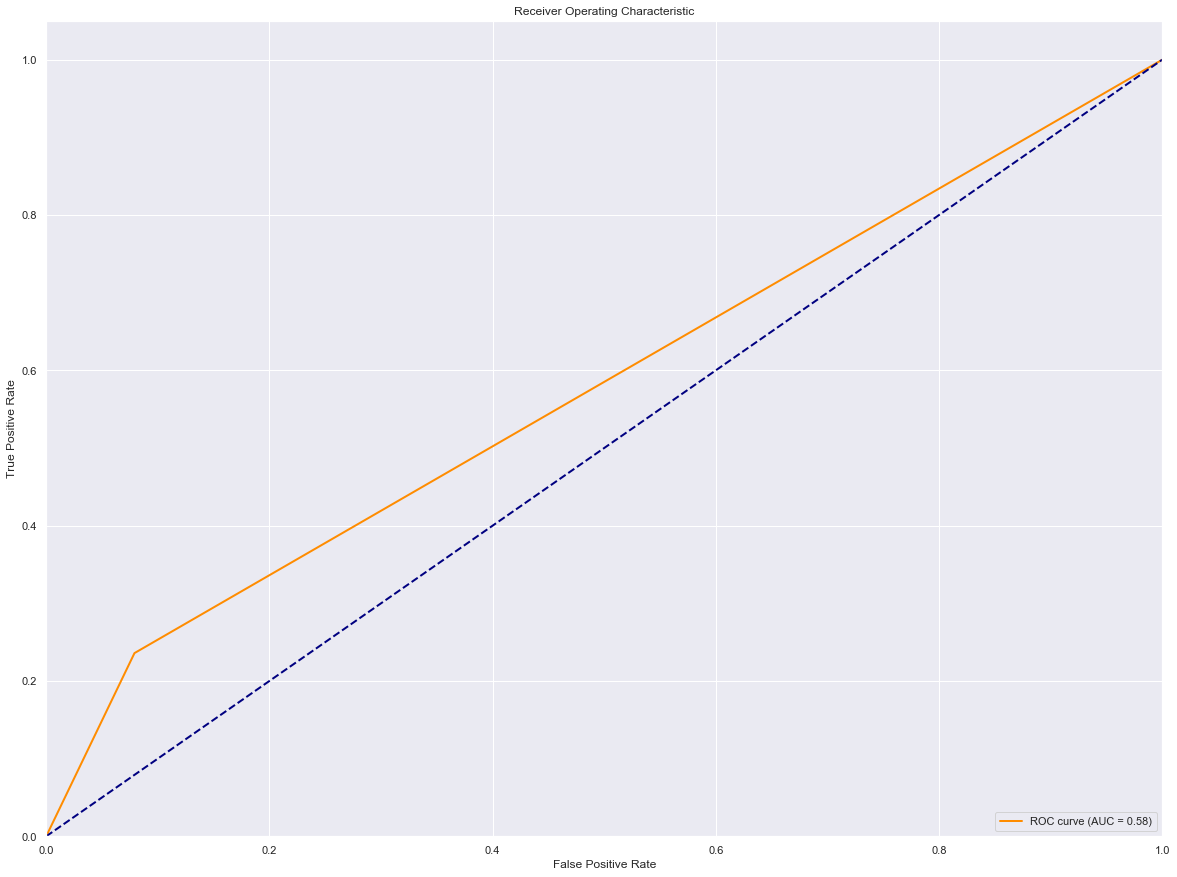 Receiver Operating Characteristic
1.0
0.8
0.6
0.4
0.2
0.0
True Positive Rate
0.0 0.2 0.4 0.6 0.8 1.0
False Positive Rate
ROC curve (AUC = 0.58)